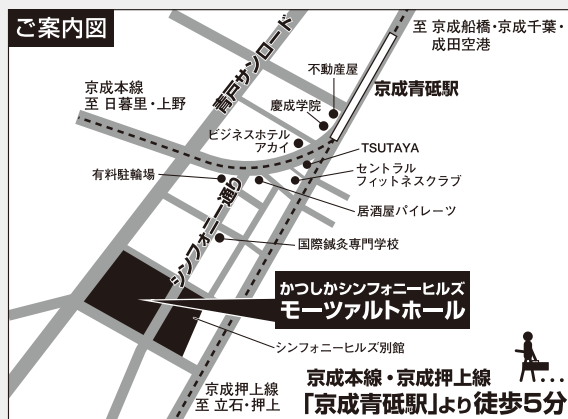 ご案内図
至 京成船橋・京成千葉・
成田空港
不動産屋
京成青砥駅
青戸サンロード
京成本線
至 日暮里・上野
慶成学院
ビジネスホテル
アカイ
TSUTAYA
有料駐輪場
セントラル
フィットネスクラブ
シンフォニー通り
居酒屋パイレーツ
国際鍼灸専門学校
かつしかシンフォニーヒルズ
モーツァルトホール
シンフォニーヒルズ別館
京成押上線
至 立石・押上
京成本線・京成押上線
「京成青砥駅」より徒歩5分